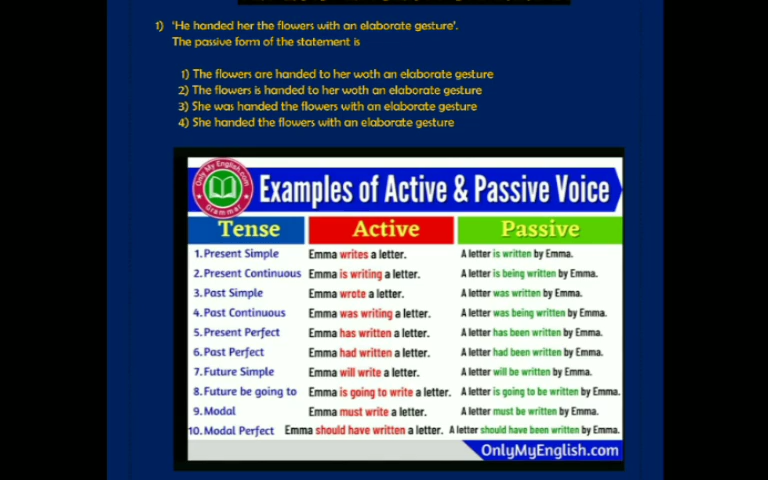 1) 'He handed her the flowers with an elaborate gesture'.
The passive form of the statement is
1) The flowers are handed to her woth an elaborate gesture
2) The flowers is handed to her woth an elaborate gesture
3) She was handed the flowers with an elaborate gesture
4) She handed the flowers with an elaborate gesture
Only My English.com
Grammar
Examples of Active & Passive Voice
Tense Active Passive
1.Present Simple Emma writes a letter. A letter is written by Emma.
2.Present Continuous Emma is writing a letter. A letter is being written by Emma.
3.Past Simple Emma wrote a letter. A letter was written by Emma.
4.Past Continuous Emma was writing a letter. A letter was being written by Emma.
5.Present Perfect Emma has written a letter. A letter has been written by Emma.
6.Past Perfect Emma had written a letter. A letter had been written by Emma.
7.Future Simple Emma will write a letter. A letter will be written by Emma.
8.Future be going to Emma is going to write a letter. A letter is going to be written by Emma.
9.Modal Emma must write a letter. A letter must be written by Emma.
10.Modal Perfect Emma should have written a letter. A letter should have been written by Emma.
OnlyMyEnglish.com